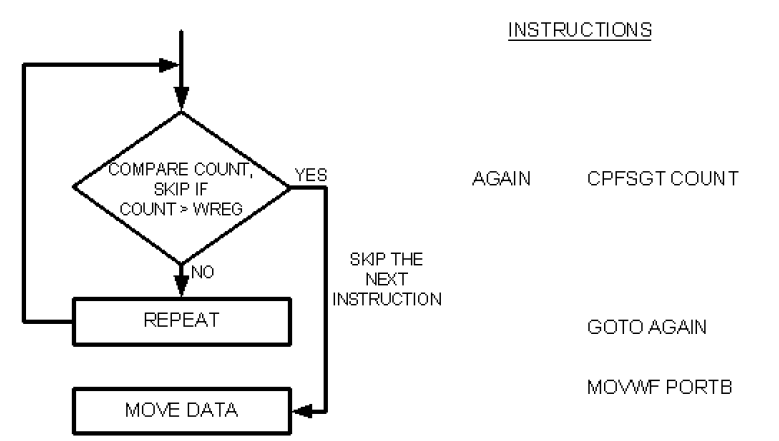 INSTRUCTIONS
COMPARE COUNT,
SKIP IF
COUNT > WREG
YES
AGAIN CPFSGT COUNT
NO
SKIP THE
NEXT
INSTRUCTION
REPEAT
GOTO AGAIN
MOVWF PORTB
MOVE DATA